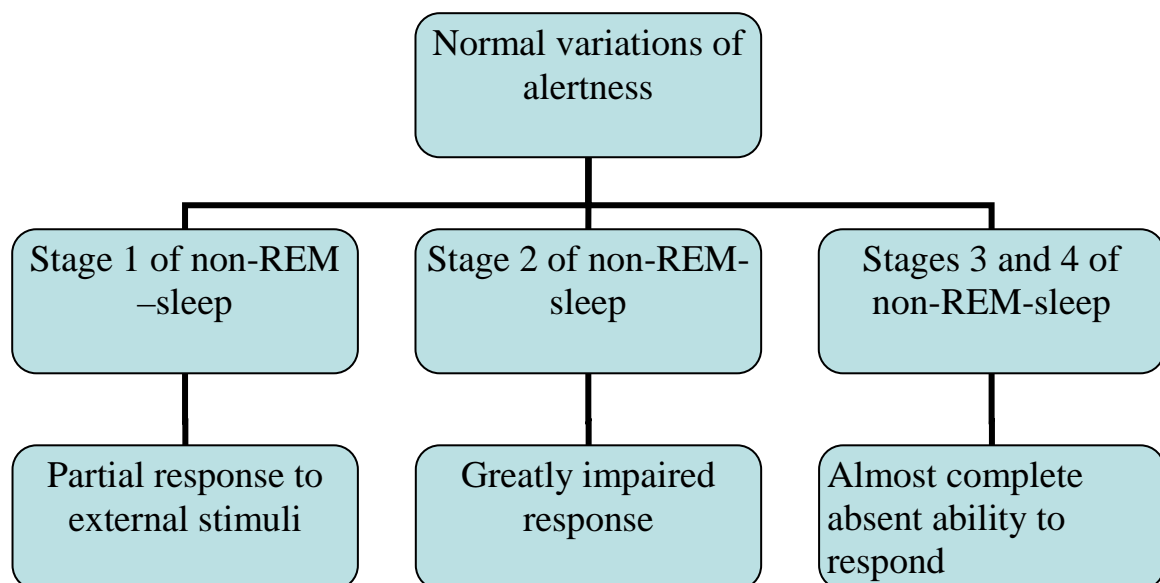 Normal variations of
alertness
Stage 1 of non-REM
–sleep
Stage 2 of non-REM-
sleep
Stages 3 and 4 of
non-REM-sleep
Partial response to
external stimuli
Greatly impaired
response
Almost complete
absent ability to
respond